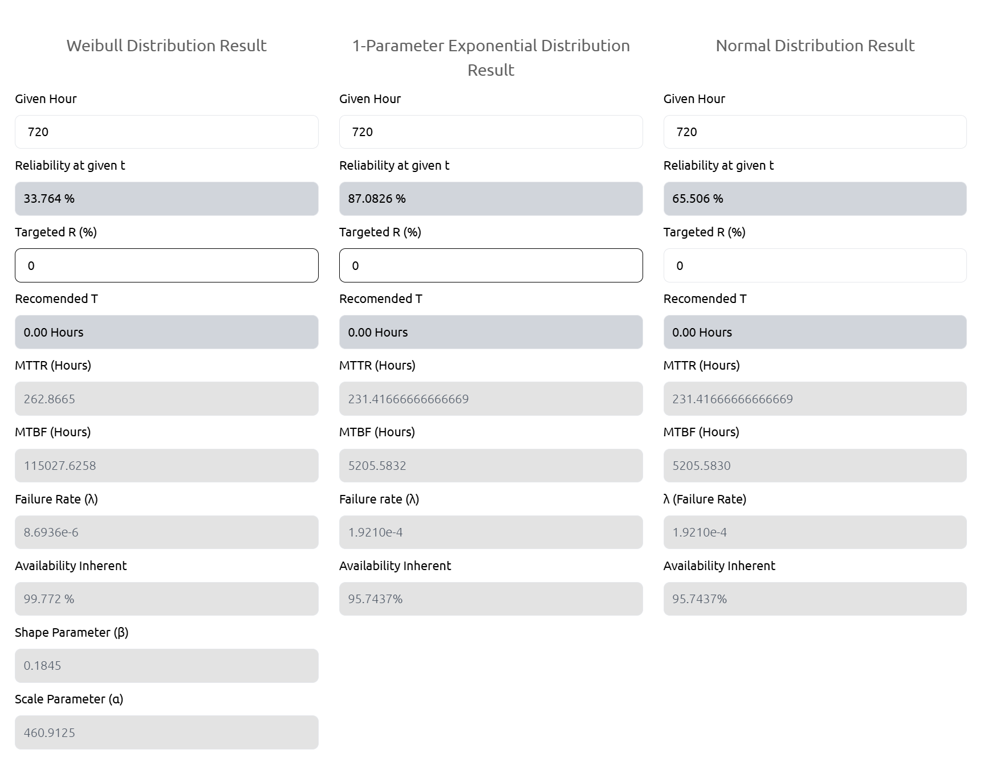 Weibull Distribution Result
Given Hour
720
Reliability at given t
33.764 %
Targeted R (%)
0
Recomended T
0.00 Hours
MTTR (Hours)
262.8665
MTBF (Hours)
115027.6258
Failure Rate (λ)
8.6936e-6
Availability Inherent
99.772 %
Shape Parameter (β)
0.1845
Scale Parameter (α)
460.9125
1-Parameter Exponential Distribution
Result
Given Hour
720
Reliability at given t
87.0826 %
Targeted R (%)
0
Recomended T
0.00 Hours
MTTR (Hours)
231.41666666666669
MTBF (Hours)
5205.5832
Failure rate (λ)
1.9210e-4
Availability Inherent
95.7437%
Normal Distribution Result
Given Hour
720
Reliability at given t
65.506 %
Targeted R (%)
0
Recomended T
0.00 Hours
MTTR (Hours)
231.41666666666669
MTBF (Hours)
5205.5830
λ (Failure Rate)
1.9210e-4
Availability Inherent
95.7437%